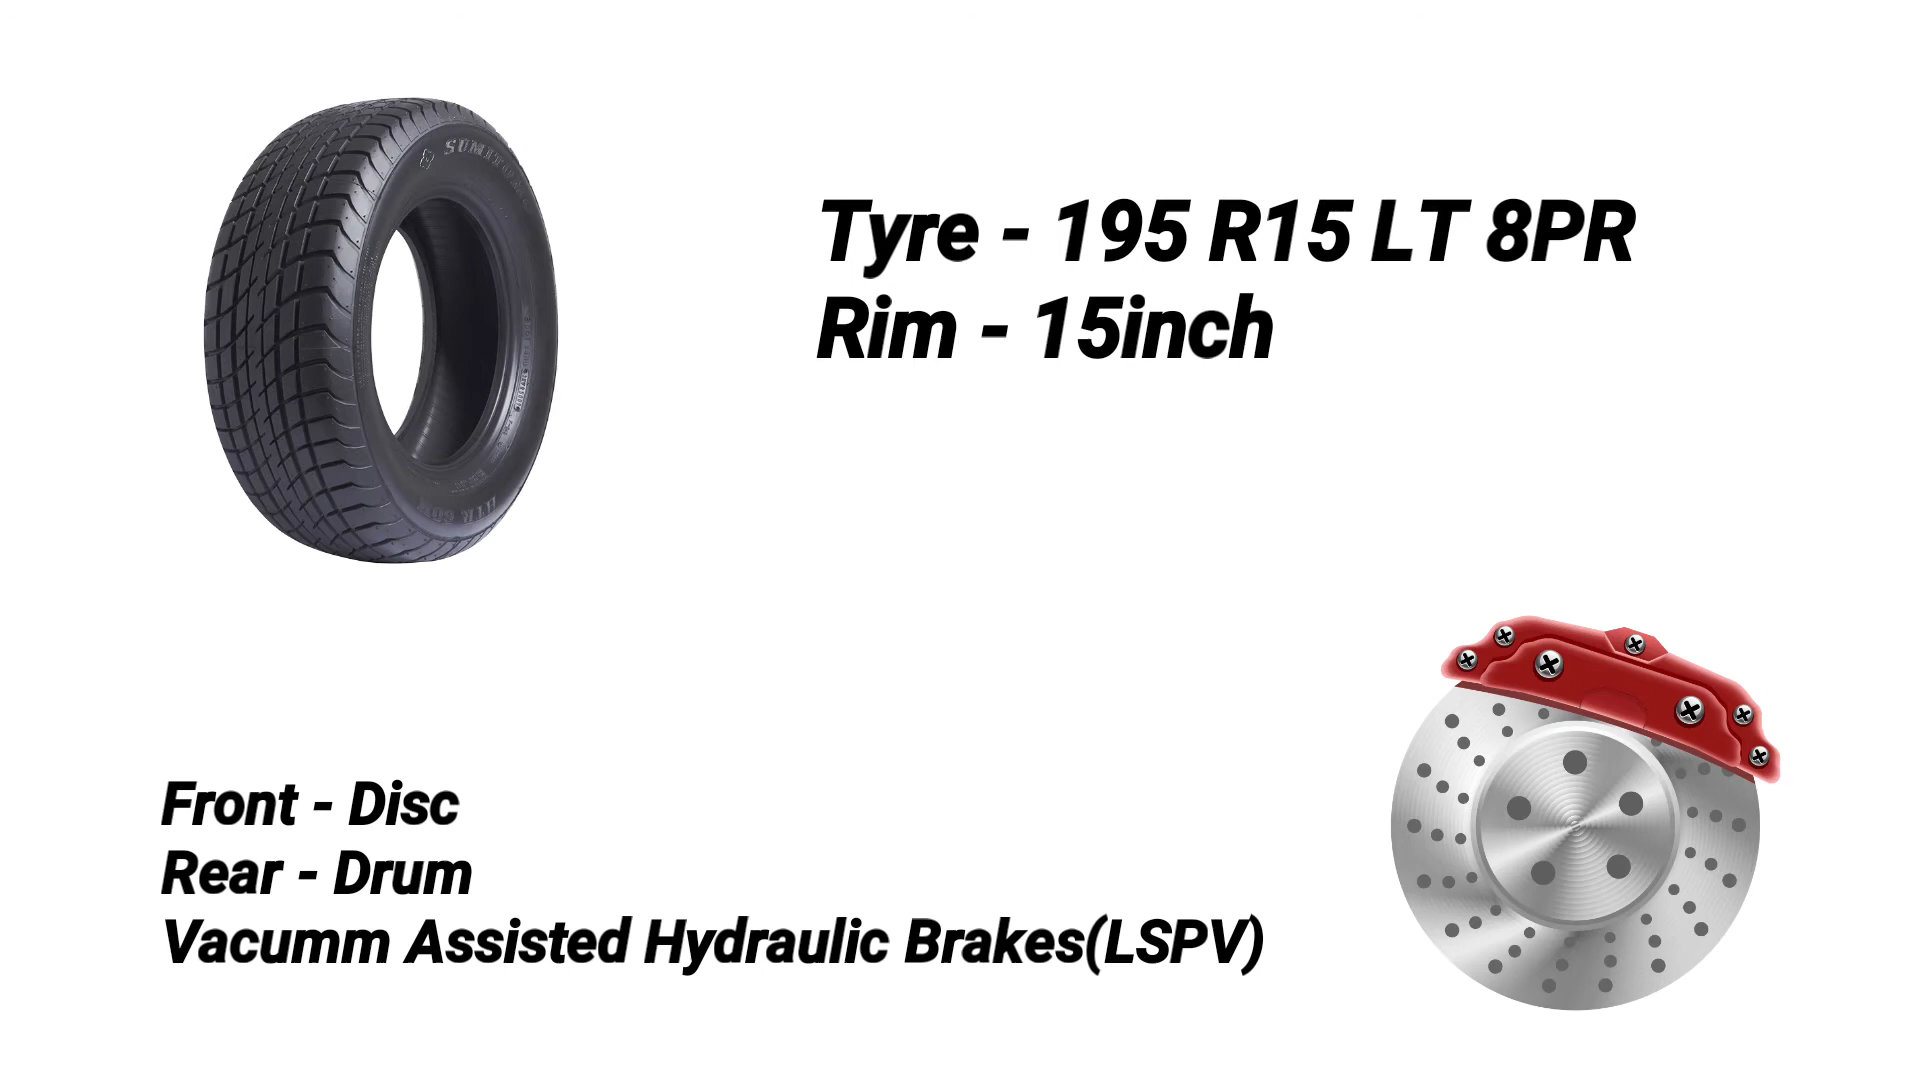 Tyre - 195 R15 LT 8PR
Rim - 15inch
Front - Disc
Rear - Drum
Vacumm Assisted Hydraulic Brakes(LSPV)